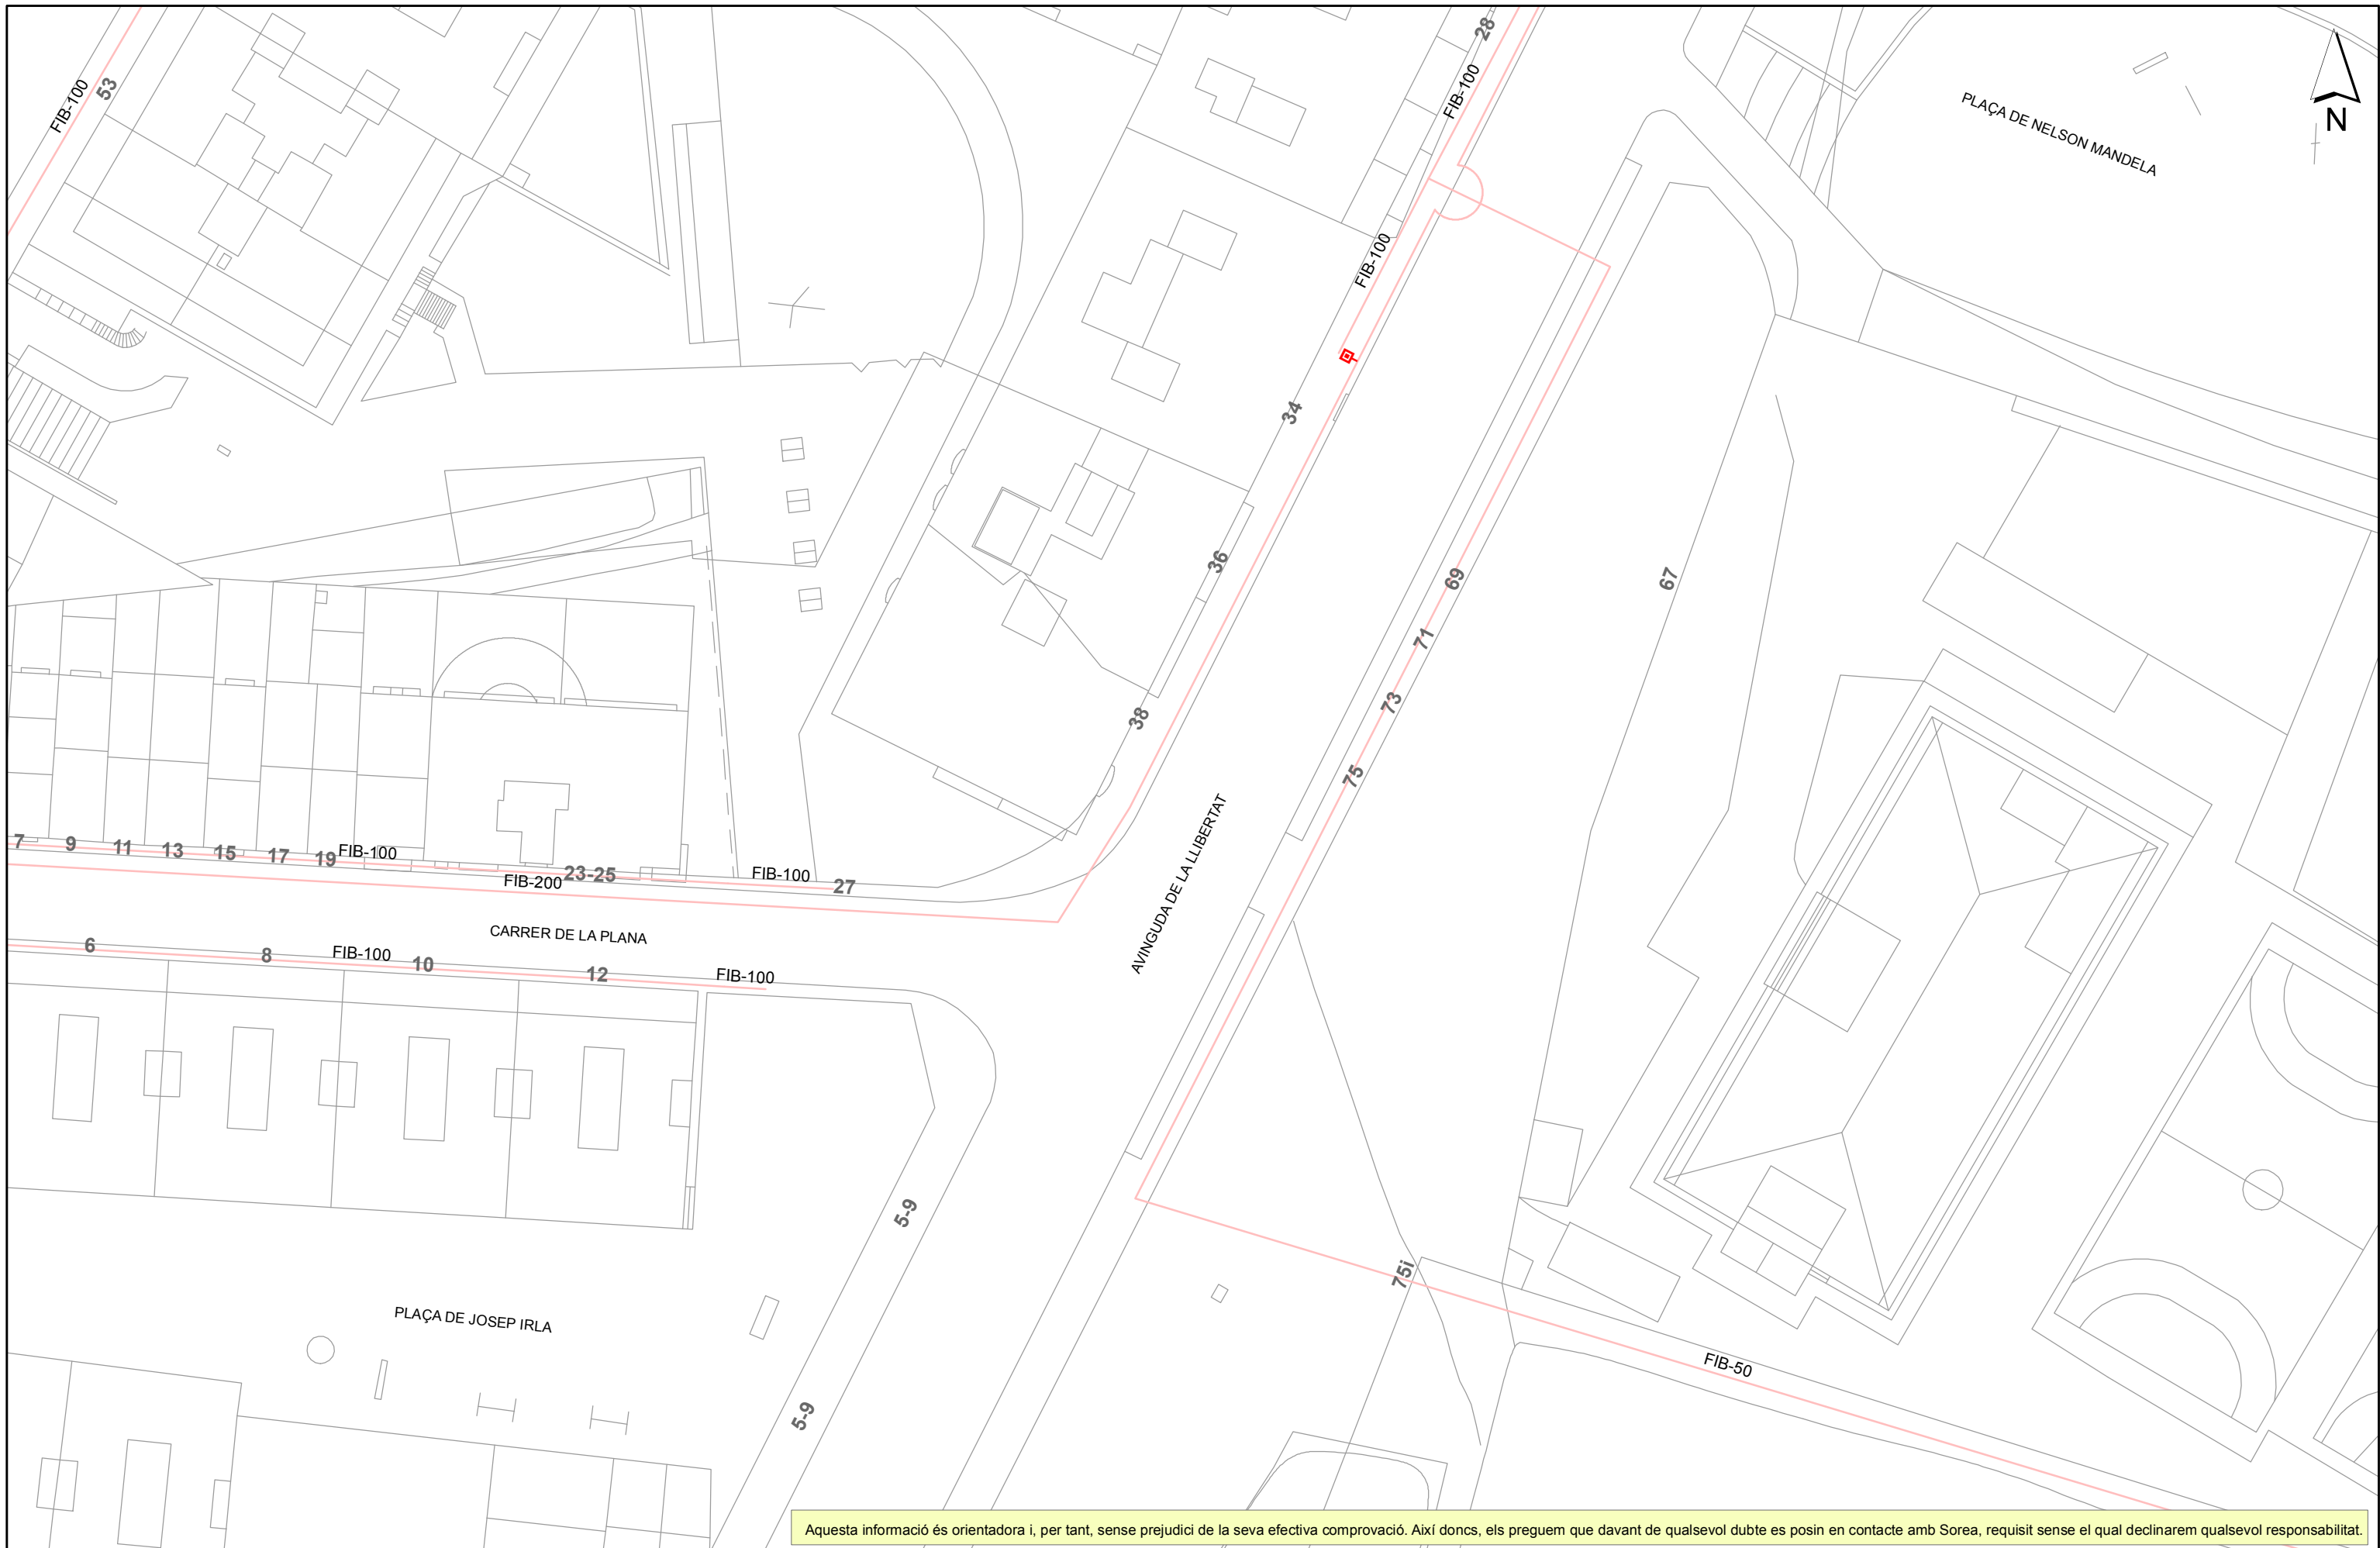 28
FIB-100
53
FIB-100
PLAÇA DE NELSON MANDELA
N
FIB-100
34
36
69
67
71
73
38
75
7
9
11
13
15
17
19
FIB-100
23-25
FIB-100
27
FIB-200
AVINGUDA DE LA LLIBERTAT
CARRER DE LA PLANA
6
8
FIB-100
10
12
FIB-100
5-9
75i
PLAÇA DE JOSEP IRLA
FIB-50
5-9
Aquesta informació és orientadora i, per tant, sense prejudici de la seva efectiva comprovació. Així doncs, els preguem que davant de qualsevol dubte es posin en contacte amb Sorea, requisit sense el qual declinarem qualsevol responsabilitat.